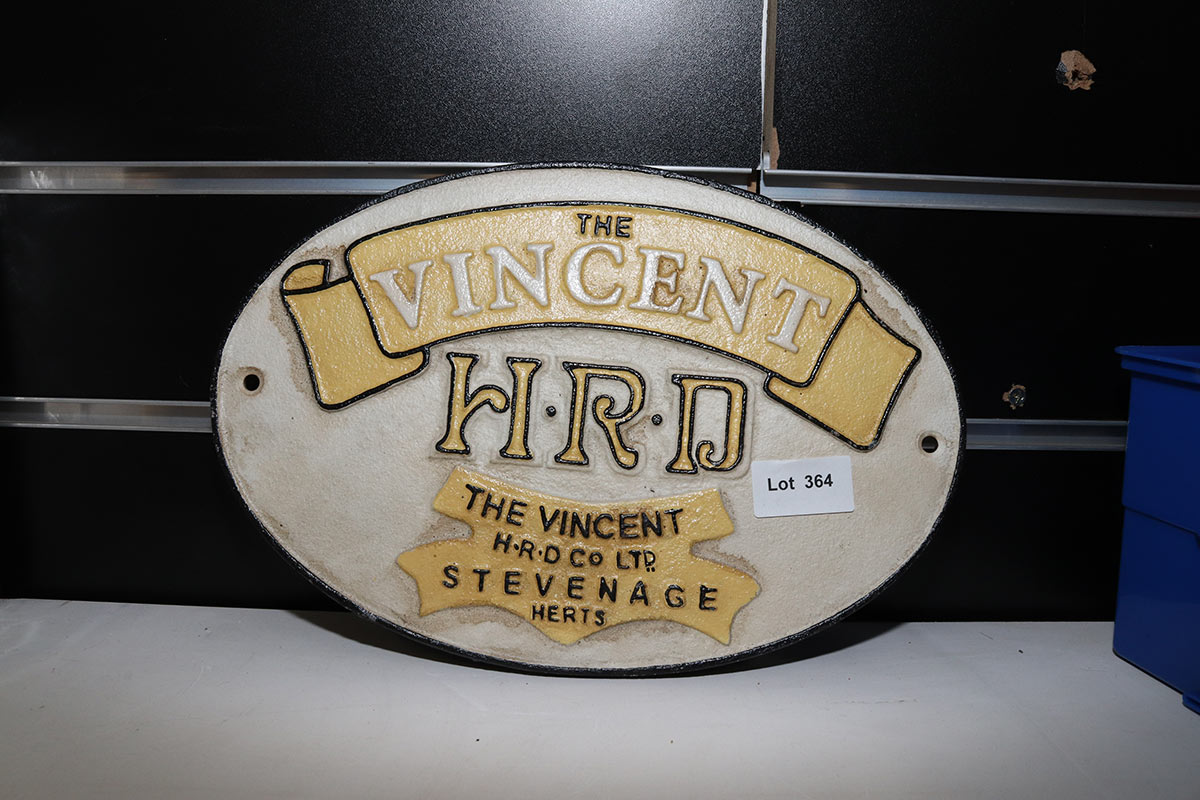 THE
VINCENT
H·R·D
Lot 364
THE VINCENT
H·R·D Co LTD.
STEVENAGE
HERTS